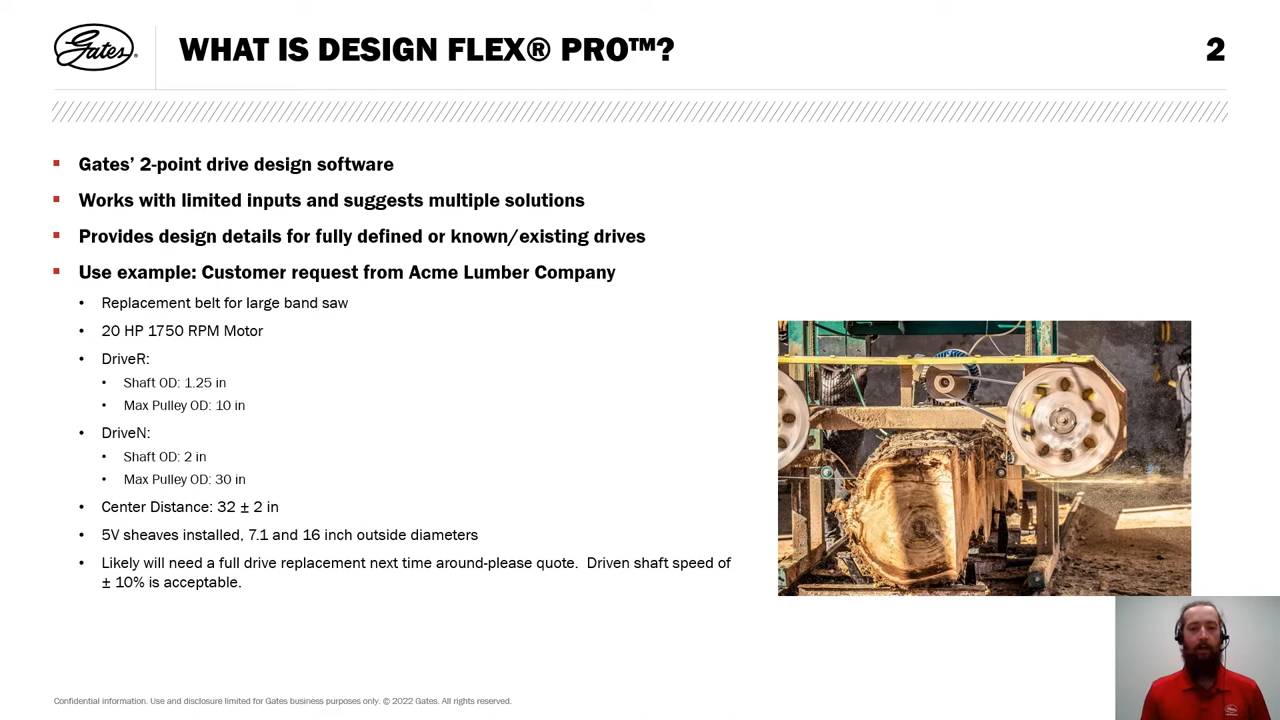 Gates®
WHAT IS DESIGN FLEX® PRO™?
2
Gates’ 2-point drive design software
Works with limited inputs and suggests multiple solutions
Provides design details for fully defined or known/existing drives
Use example: Customer request from Acme Lumber Company
Replacement belt for large band saw
20 HP 1750 RPM Motor
DriveR:
Shaft OD: 1.25 in
Max Pulley OD: 10 in
DriveN:
Shaft OD: 2 in
Max Pulley OD: 30 in
Center Distance: 32 ± 2 in
5V sheaves installed, 7.1 and 16 inch outside diameters
Likely will need a full drive replacement next time around-please quote. Driven shaft speed of
± 10% is acceptable.
Confidential information. Use and disclosure limited for Gates business purposes only. © 2022 Gates. All rights reserved.